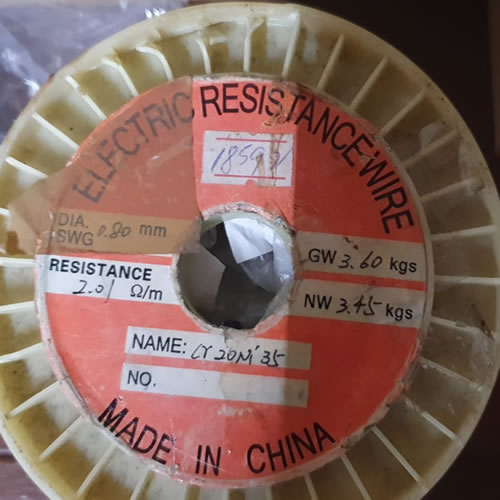 ELECTRIC RESISTANCE WIRE
DIA. 0.80 mm
SWG
RESISTANCE
2.01 Ω/m
GW 3.60 kgs
NW 3.45 kgs
NAME: Cr20Ni35
NO.
MADE IN CHINA